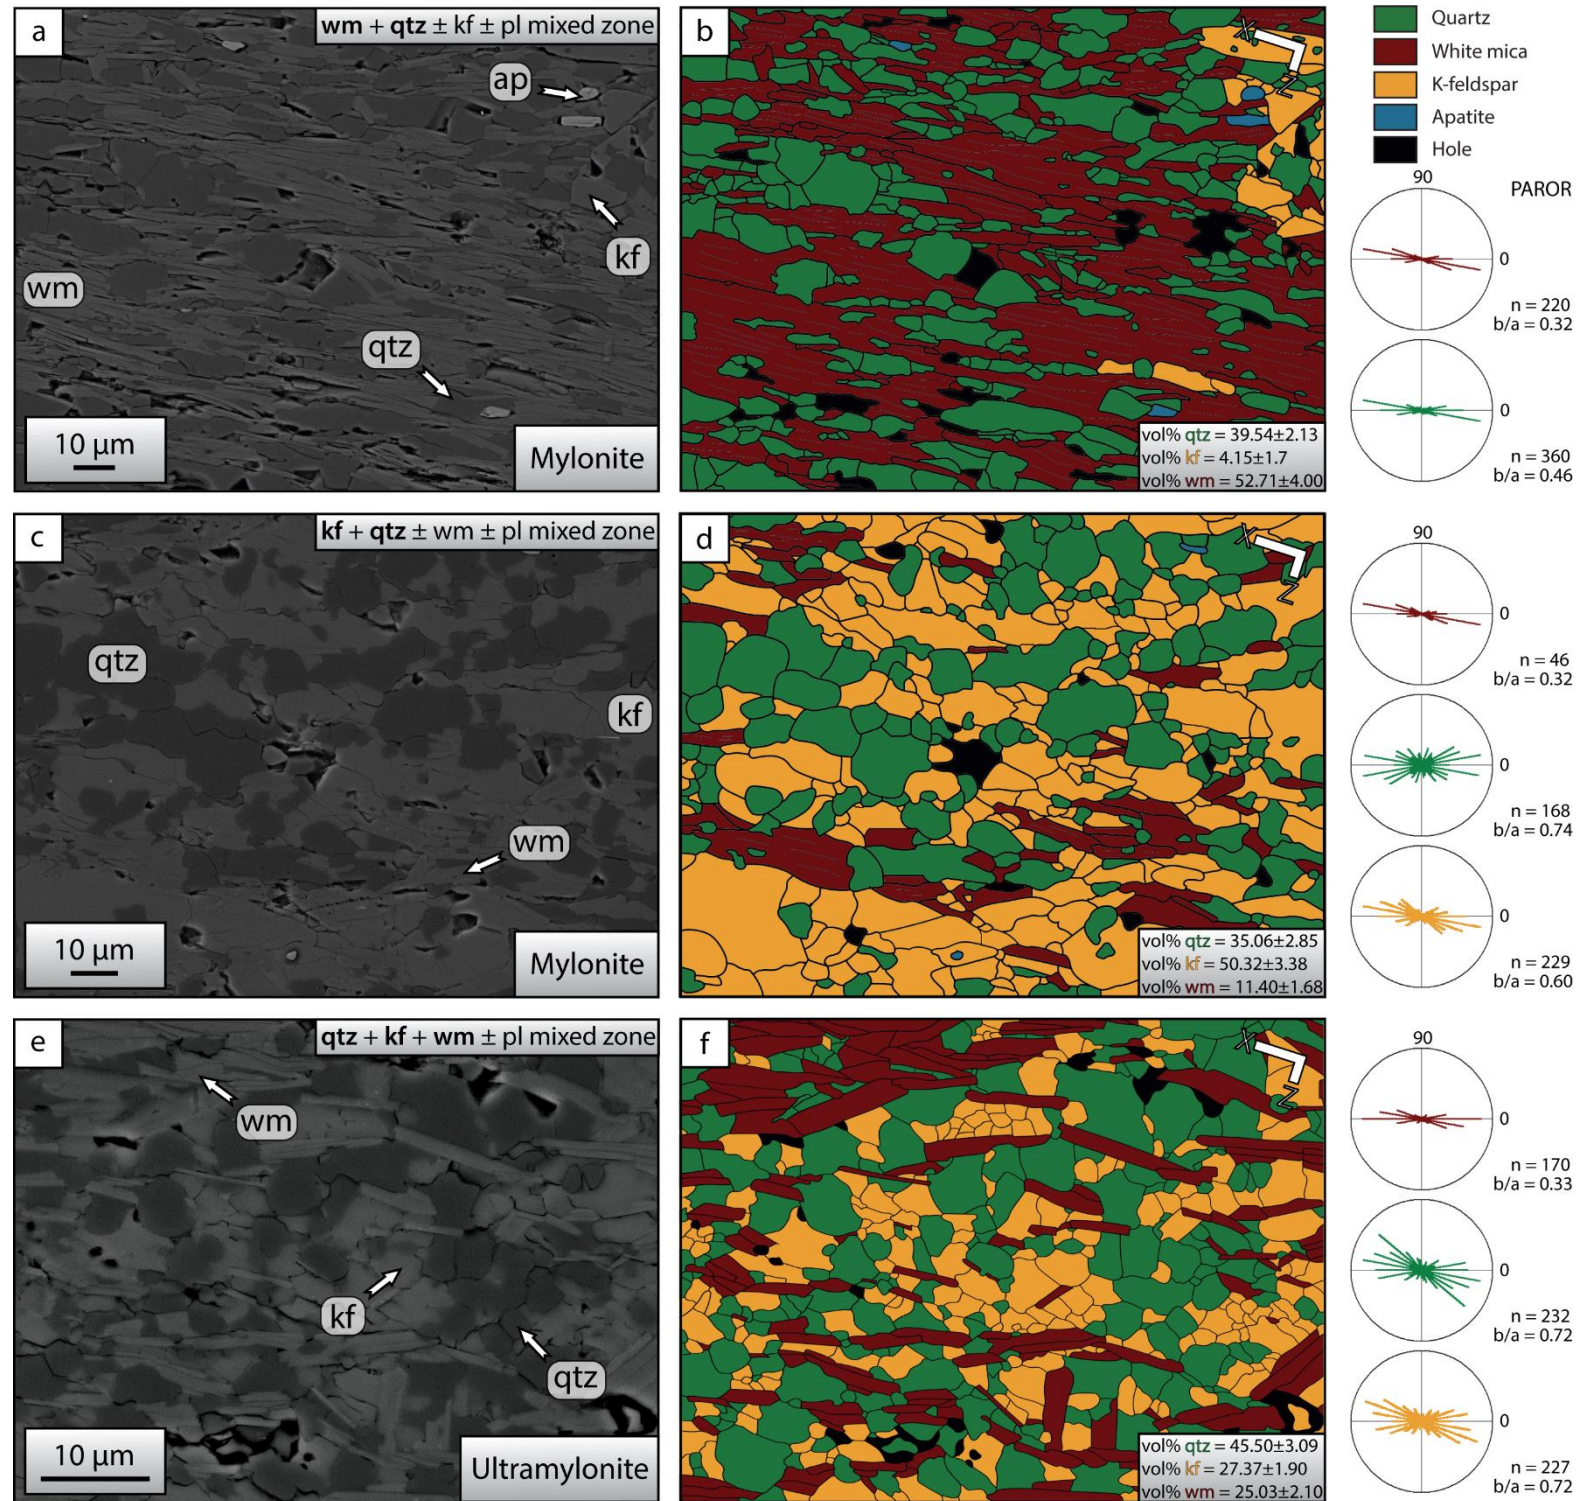 a
wm + qtz ± kf ± pl mixed zone
ap
kf
wm
qtz
10 µm
Mylonite
b
X
Z
vol% qtz = 39.54±2.13
vol% kf = 4.15±1.7
vol% wm = 52.71±4.00
Quartz
White mica
K-feldspar
Apatite
Hole
90
PAROR
0
n = 220
b/a = 0.32
0
n = 360
b/a = 0.46
c
kf + qtz ± wm ± pl mixed zone
qtz
kf
wm
10 µm
Mylonite
d
X
Z
vol% qtz = 35.06±2.85
vol% kf = 50.32±3.38
vol% wm = 11.40±1.68
90
0
n = 46
b/a = 0.32
0
n = 168
b/a = 0.74
0
n = 229
b/a = 0.60
e
qtz + kf + wm ± pl mixed zone
wm
kf
qtz
10 µm
Ultramylonite
f
X
Z
vol% qtz = 45.50±3.09
vol% kf = 27.37±1.90
vol% wm = 25.03±2.10
90
0
n = 170
b/a = 0.33
0
n = 232
b/a = 0.72
0
n = 227
b/a = 0.72